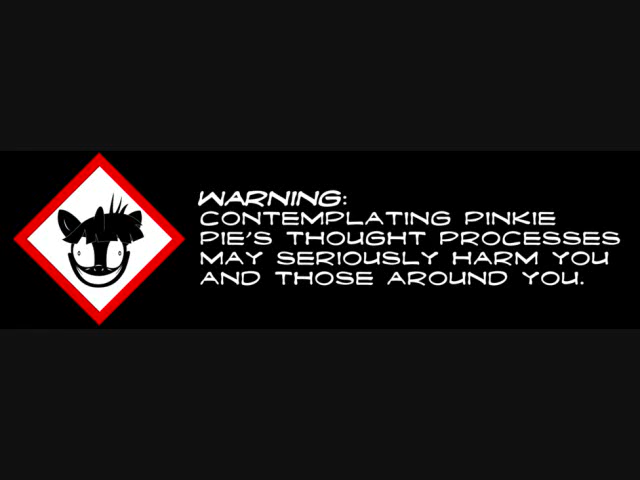 WARNING:
CONTEMPLATING PINKIE
PIE'S THOUGHT PROCESSES
MAY SERIOUSLY HARM YOU
AND THOSE AROUND YOU.